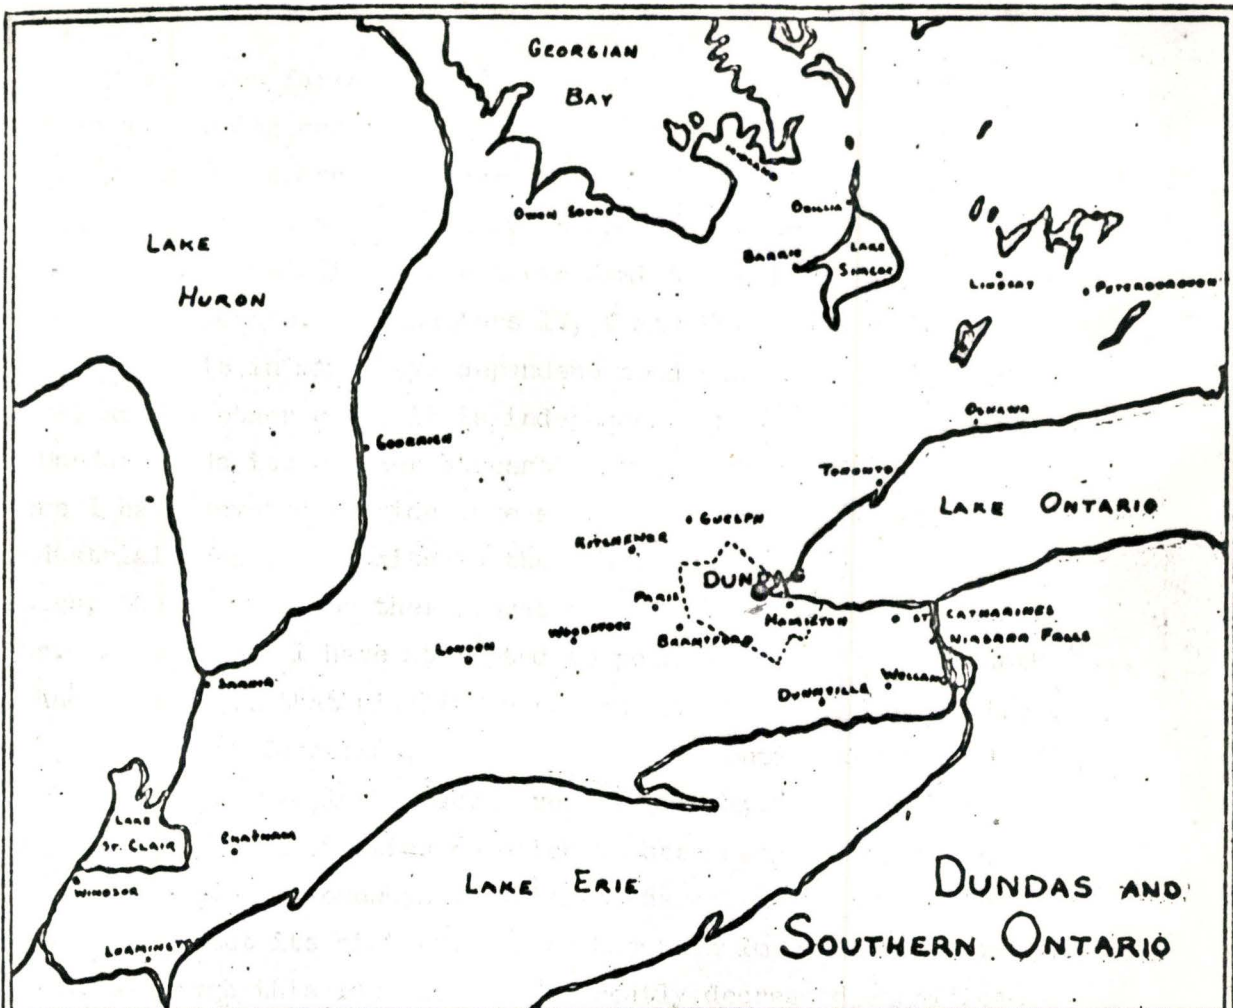 GEORGIAN
BAY
MIDLAND
OWEN SOUND
ORILLIA
LAKE
HURON
BARRIE
LAKE
SIMCOE
LINDSAY
PETERBOROUGH
OSHAWA
GODERICH
TORONTO
LAKE ONTARIO
GUELPH
KITCHENER
DUNDAS
PARIS
HAMILTON
ST CATHARINES
WOODSTOCK
BRANTFORD
NIAGARA FALLS
LONDON
SARNIA
WELLAND
DUNNVILLE
LAKE
ST. CLAIR
CHATHAM
WINDSOR
LAKE ERIE
LEAMINGTON
DUNDAS AND
SOUTHERN ONTARIO